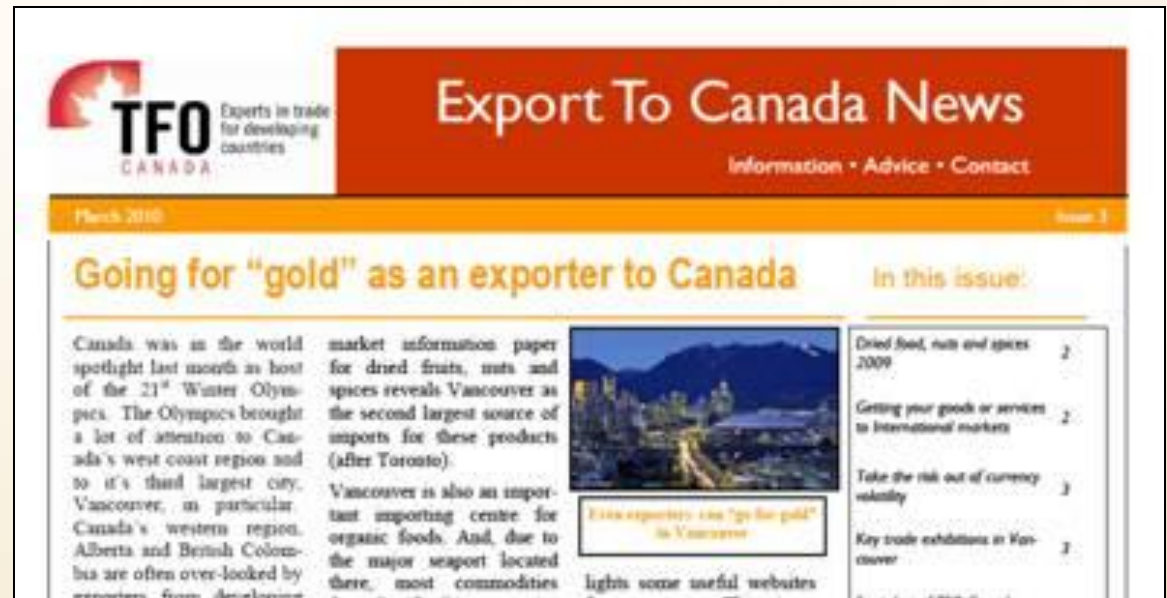 TFO
CANADA
Experts in trade
for developing
countries
Export To Canada News
Information • Advice • Contact
March 2010
Issue 3
Going for “gold” as an exporter to Canada
Canada was in the world
spotlight last month as host
of the 21st Winter Olym-
pics. The Olympics brought
a lot of attention to Can-
ada's west coast region and
to it's third largest city,
Vancouver, in particular.
Canada's western region,
Alberta and British Colom-
bia are often over-looked by
exporters from developing
market information paper
for dried fruits, nuts and
spices reveals Vancouver as
the second largest source of
imports for these products
(after Toronto).
Vancouver is also an impor-
tant importing centre for
organic foods. And, due to
the major seaport located
there, most commodities
Even exporters can “go for gold”
in Vancouver
lights some useful websites
In this issue:
Dried food, nuts and spices
2009
2
Getting your goods or services
to International markets
2
Take the risk out of currency
volatility
3
Key trade exhibitions in Van-
couver
3